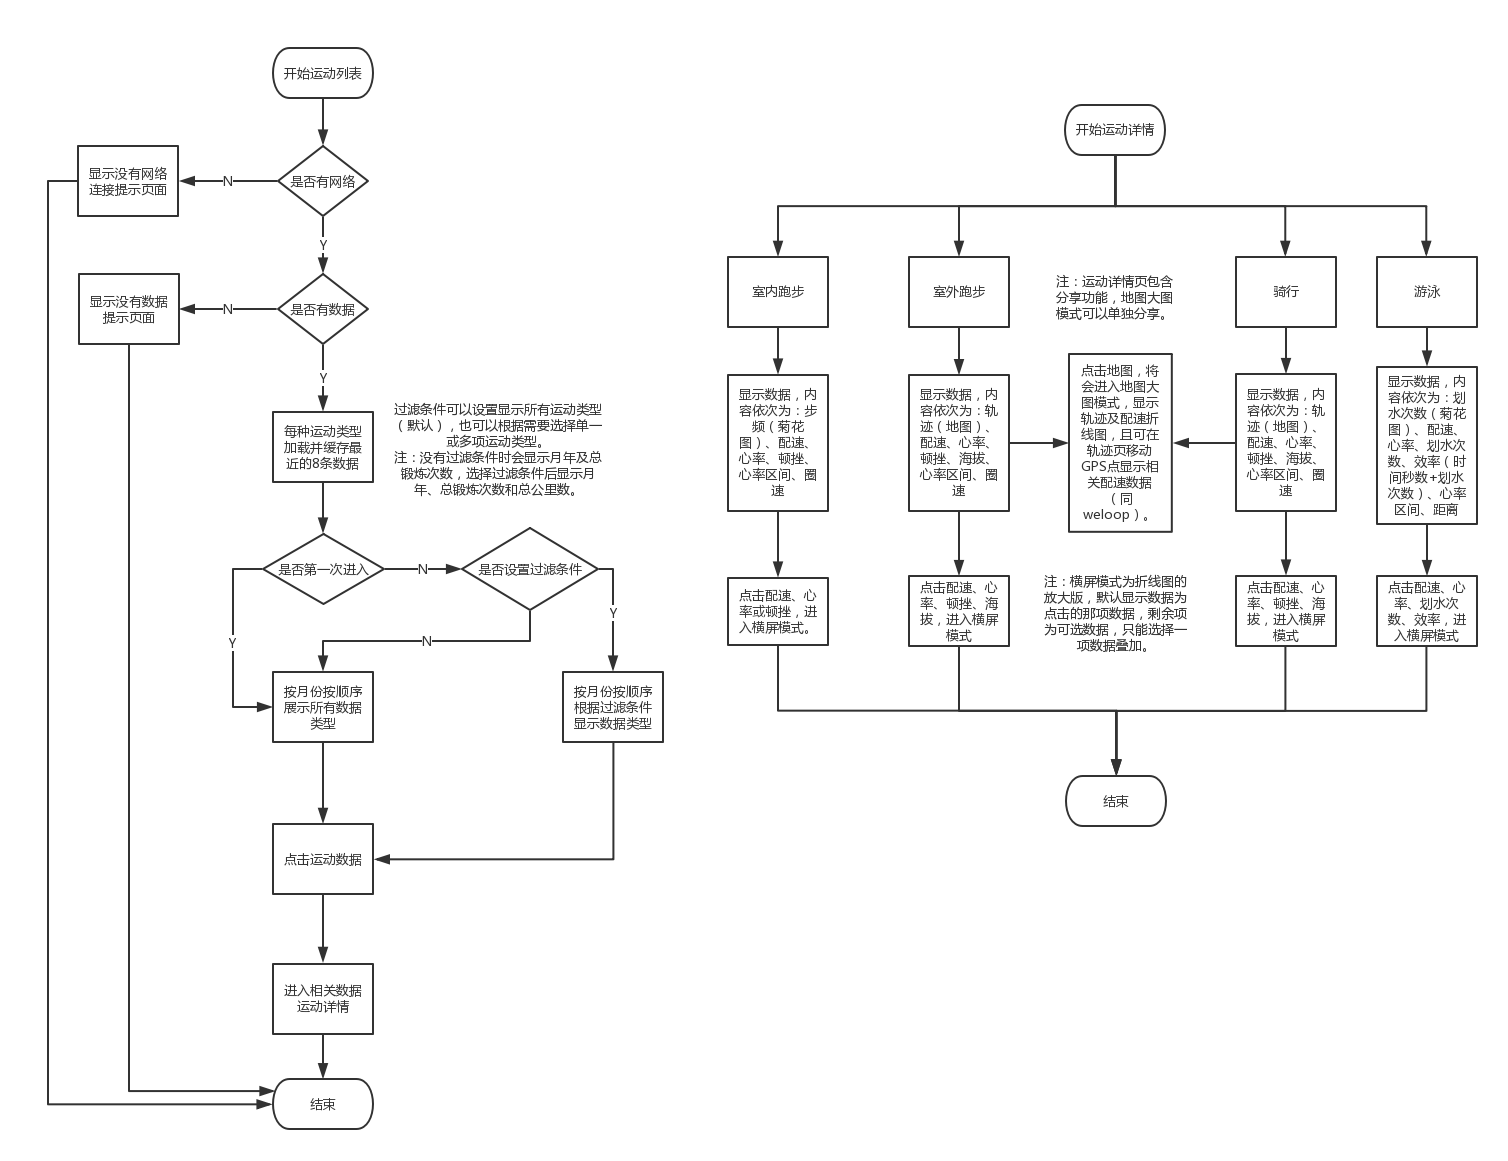 开始运动列表
是否有网络
N
显示没有网络
连接提示页面
Y
是否有数据
N
显示没有数据
提示页面
Y
每种运动类型
加载并缓存最
近的8条数据
过滤条件可以设置显示所有运动类型
（默认），也可以根据需要选择单一
或多项运动类型。
注：没有过滤条件时会显示月年及总
锻炼次数，选择过滤条件后显示月
年、总锻炼次数和总公里数。
是否第一次进入
N
是否设置过滤条件
Y
N
Y
按月份按顺序
展示所有数据
类型
按月份按顺序
根据过滤条件
显示数据类型
点击运动数据
进入相关数据
运动详情
结束
开始运动详情
室内跑步
室外跑步
注：运动详情页包含
分享功能，地图大图
模式可以单独分享。
骑行
游泳
显示数据，内
容依次为：步
频（菊花
图）、配速、
心率、顿挫、
心率区间、圈
速
显示数据，内
容依次为：轨
迹（地图）、
配速、心率、
顿挫、海拔、
心率区间、圈
速
点击地图，将
会进入地图大
图模式，显示
轨迹及配速折
线图，且可在
轨迹页移动
GPS点显示相
关配速数据
（同
weloop）。
显示数据，内
容依次为：轨
迹（地图）、
配速、心率、
顿挫、海拔、
心率区间、圈
速
显示数据，内
容依次为：划
水次数（菊花
图）、配速、
心率、划水次
数、效率（时
间秒数+划水
次数）、心率
区间、距离
点击配速、心
率或顿挫，进
入横屏模式。
点击配速、心
率、顿挫、海
拔，进入横屏
模式
注：横屏模式为折线图的
放大版，默认显示数据为
点击的那项数据，剩余项
为可选数据，只能选择一
项数据叠加。
点击配速、心
率、顿挫、海
拔，进入横屏
模式
点击配速、心
率、划水次
数、效率，进
入横屏模式
结束